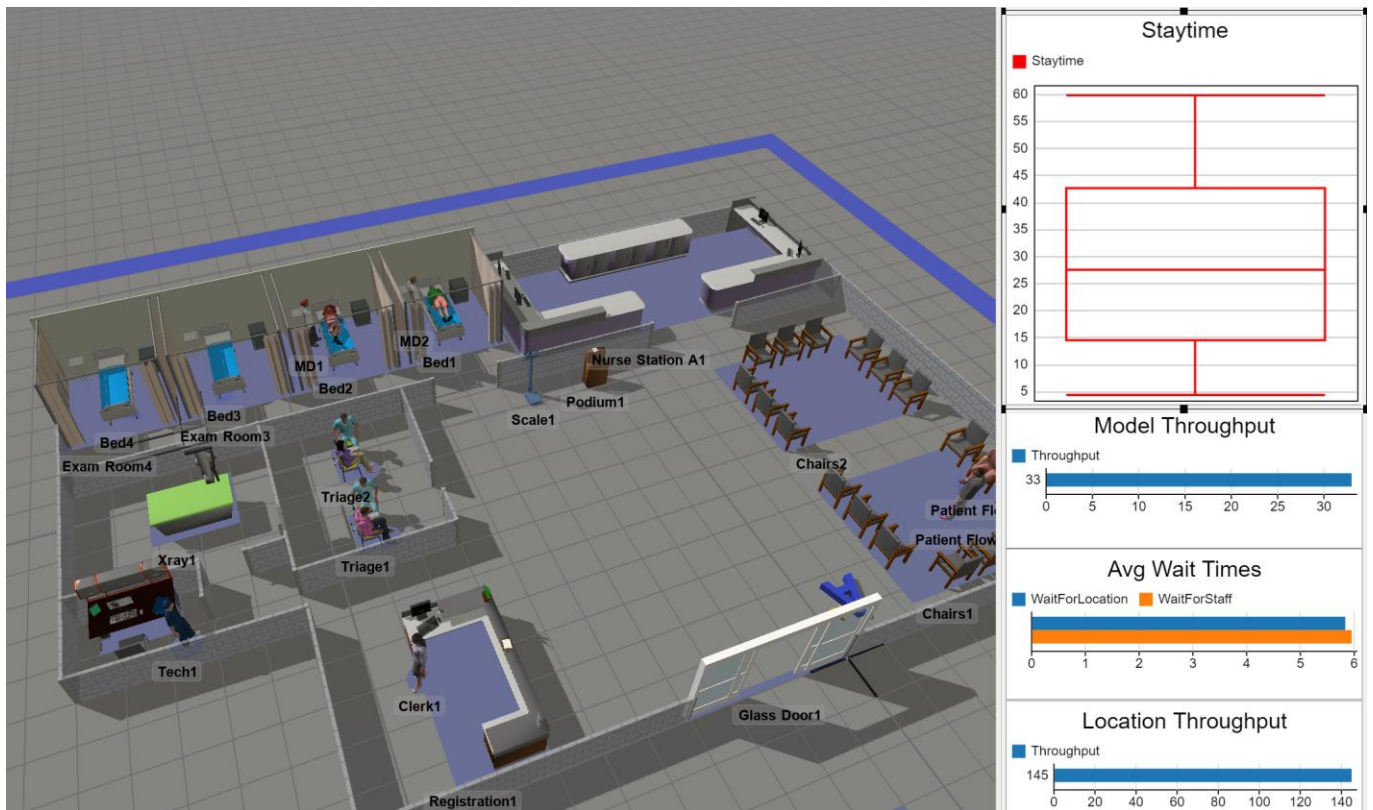 MD2
Bed1
MD1
Bed2
Bed3
Bed4
Exam Room3
Exam Room4
Nurse Station A1
Podium1
Scale1
Chairs2
Triage2
Triage1
Xray1
Tech1
Clerk1
Registration1
Patient Flow
Chairs1
Glass Door1
Staytime
Staytime
60
55
50
45
40
35
30
25
20
15
10
5
Model Throughput
Throughput
33
0 5 10 15 20 25 30
Avg Wait Times
WaitForLocation WaitForStaff
0 1 2 3 4 5 6
Location Throughput
Throughput
145
0 20 40 60 80 100 120 140